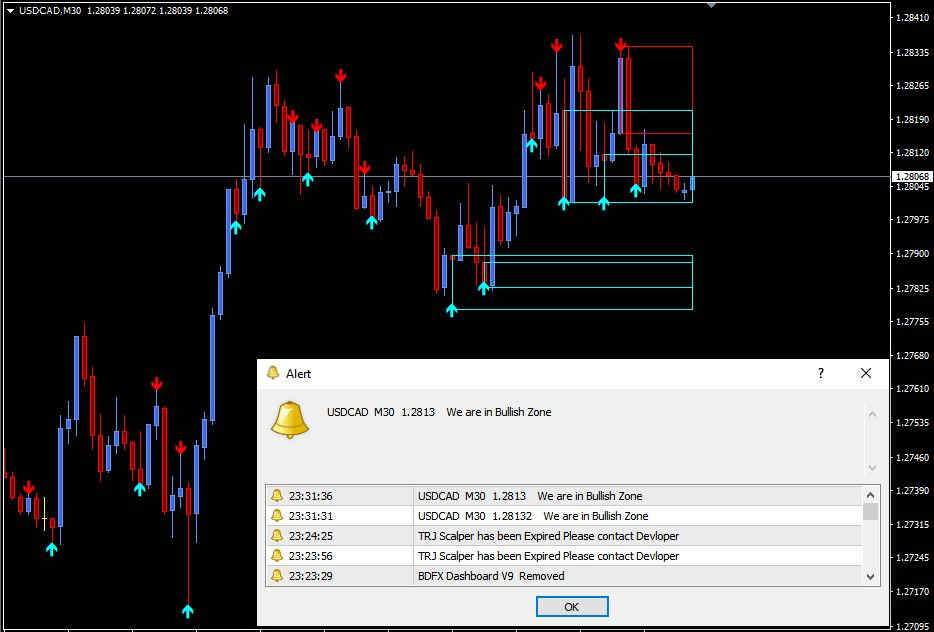 USDCAD,M30 1.28039 1.28072 1.28039 1.28068
1.28410
1.28335
1.28265
1.28190
1.28120
1.28068
1.28045
1.27975
1.27900
1.27825
1.27755
1.27680
1.27610
1.27535
1.27460
1.27390
1.27315
1.27245
1.27170
1.27095
Alert
?
USDCAD M30 1.2813 We are in Bullish Zone
23:31:36 USDCAD M30 1.2813 We are in Bullish Zone
23:31:31 USDCAD M30 1.28132 We are in Bullish Zone
23:24:25 TRJ Scalper has been Expired Please contact Devloper
23:23:56 TRJ Scalper has been Expired Please contact Devloper
23:23:29 BDFX Dashboard V9 Removed
OK